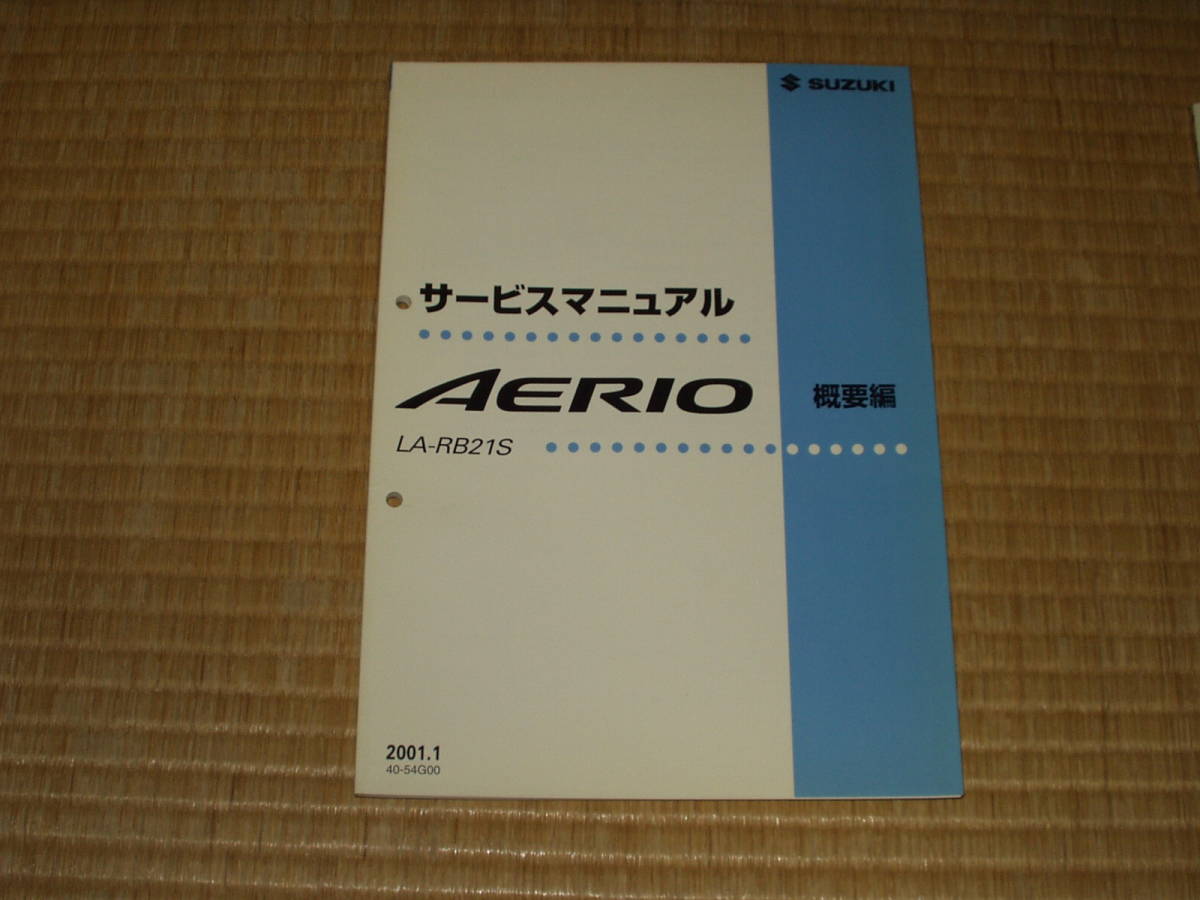 SUZUKI
サービスマニュアル
AERIO
概要編
LA-RB21S
2001.1
40-54G00